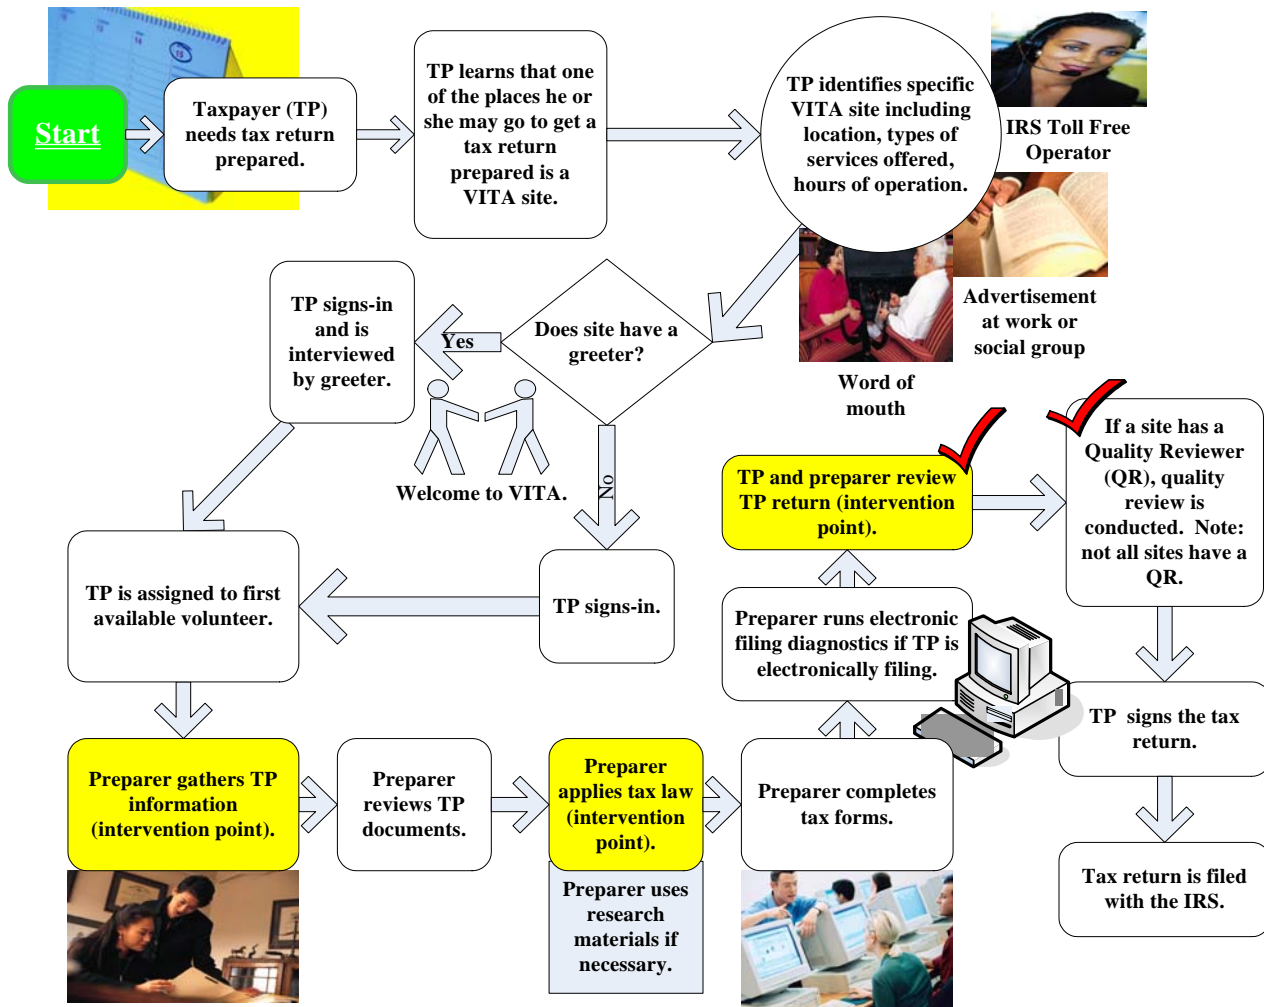 Start
Taxpayer (TP)
needs tax return
prepared.
TP learns that one
of the places he or
she may go to get a
tax return
prepared is a
VITA site.
TP identifies specific
VITA site including
location, types of
services offered,
hours of operation.
IRS Toll Free
Operator
Advertisement
at work or
social group
Word of
mouth
Does site have a
greeter?
Yes
No
TP signs-in
and is
interviewed
by greeter.
Welcome to VITA.
TP signs-in.
TP is assigned to first
available volunteer.
Preparer gathers TP
information
(intervention point).
Preparer
reviews TP
documents.
Preparer
applies tax law
(intervention
point).
Preparer uses
research
materials if
necessary.
Preparer completes
tax forms.
Preparer runs electronic
filing diagnostics if TP is
electronically filing.
TP and preparer review
TP return (intervention
point).
If a site has a
Quality Reviewer
(QR), quality
review is
conducted.  Note:
not all sites have a
QR.
TP  signs the tax
return.
Tax return is filed
with the IRS.
13
14
15